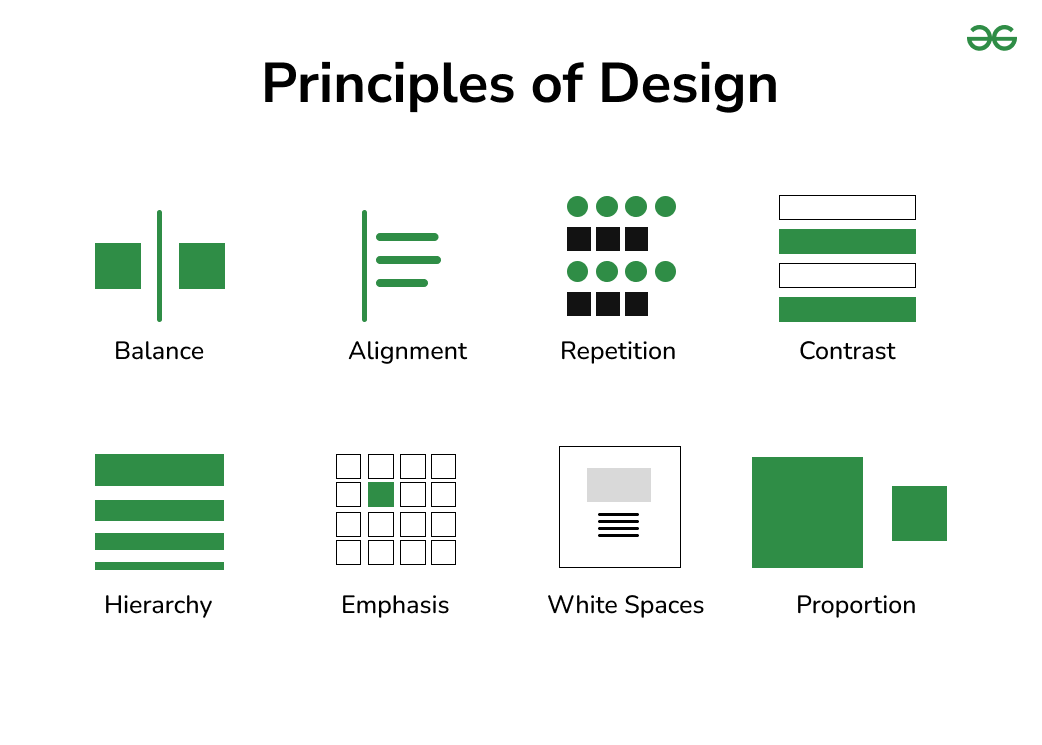 Principles of Design
Balance
Alignment
Repetition
Contrast
Hierarchy
Emphasis
White Spaces
Proportion